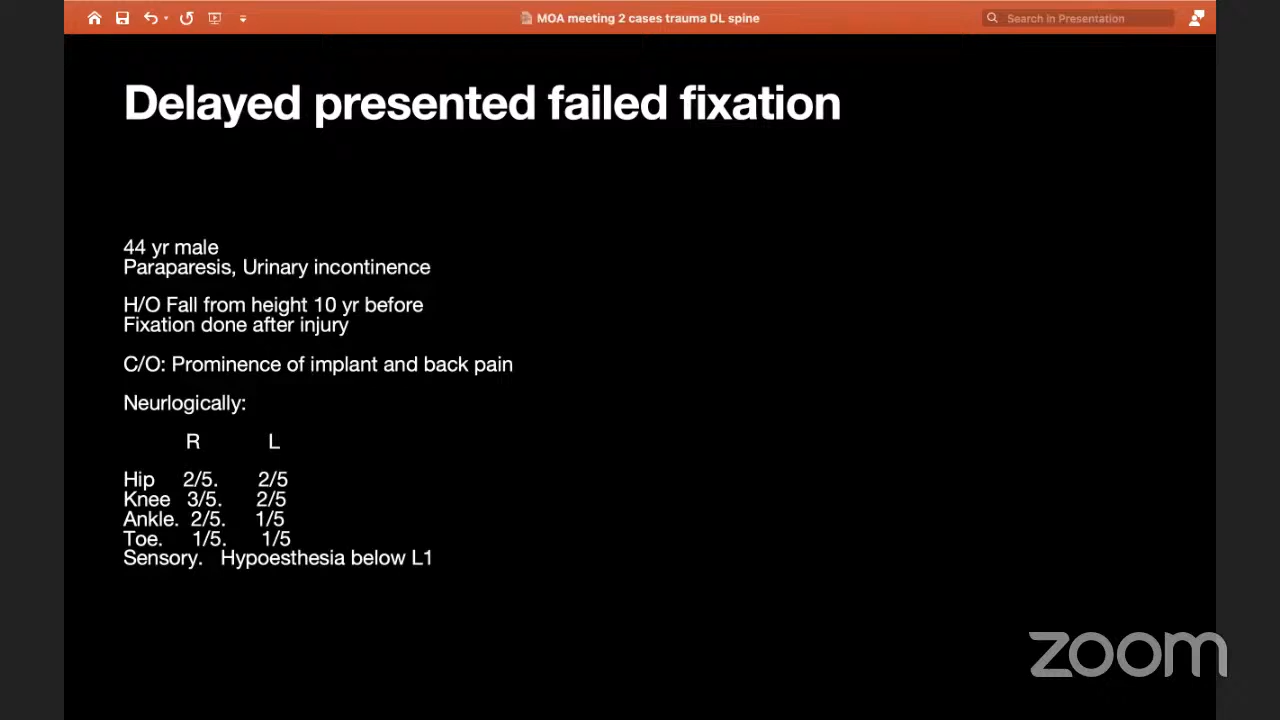 MOA meeting 2 cases trauma DL spine
Search in Presentation
Delayed presented failed fixation
44 yr male
Paraparesis, Urinary incontinence
H/O Fall from height 10 yr before
Fixation done after injury
C/O: Prominence of implant and back pain
Neurlogically:
R L
Hip 2/5. 2/5
Knee 3/5. 2/5
Ankle. 2/5. 1/5
Toe. 1/5. 1/5
Sensory. Hypoesthesia below L1
zoom